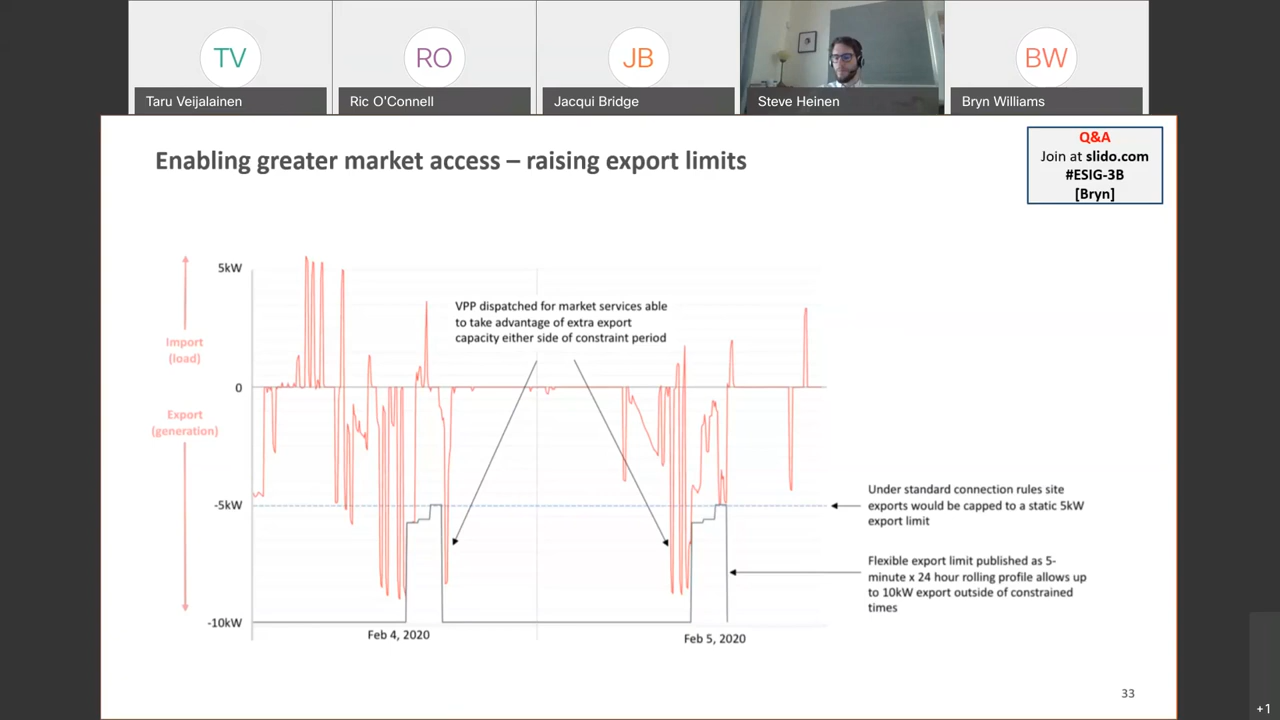 TV
RO
JB
BW
Taru Veijalainen
Ric O'Connell
Jacqui Bridge
Steve Heinen
Bryn Williams
Enabling greater market access – raising export limits
Q&A
Join at slido.com
#ESIG-3B
[Bryn]
5kW
VPP dispatched for market services able
to take advantage of extra export
capacity either side of constraint period
Import
(load)
0
Export
(generation)
-5kW
Under standard connection rules site
exports would be capped to a static 5kW
export limit
Flexible export limit published as 5-
minute x 24 hour rolling profile allows up
to 10kW export outside of constrained
times
-10kW
Feb 4, 2020
Feb 5, 2020
33
+1